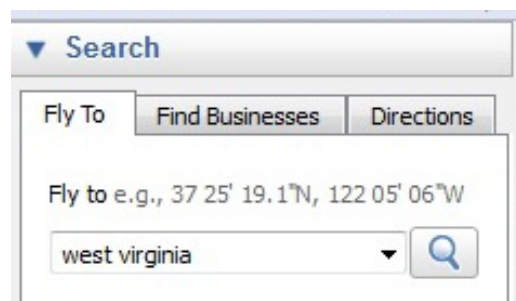 Search
Fly To Find Businesses Directions
Fly to e.g., 37 25' 19.1"N, 122 05' 06"W
west virginia